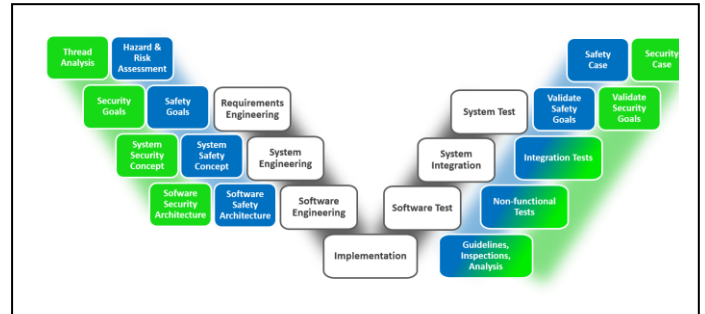 Thread
Analysis
Hazard &
Risk
Assessment
Safety
Case
Security
Case
Security
Goals
Safety
Goals
Requirements
Engineering
System Test
Validate
Safety
Goals
Validate
Security
Goals
System
Security
Concept
System
Safety
Concept
System
Engineering
System
Integration
Integration Tests
Sofware
Security
Architecture
Software
Safety
Architecture
Software
Engineering
Software Test
Non-functional
Tests
Implementation
Guidelines,
Inspections,
Analysis